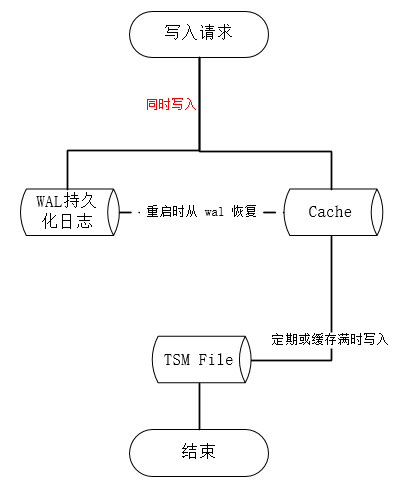 写入请求
同时写入
WAL持久
化日志
重启时从 wal 恢复
Cache
定期或缓存满时写入
TSM File
结束